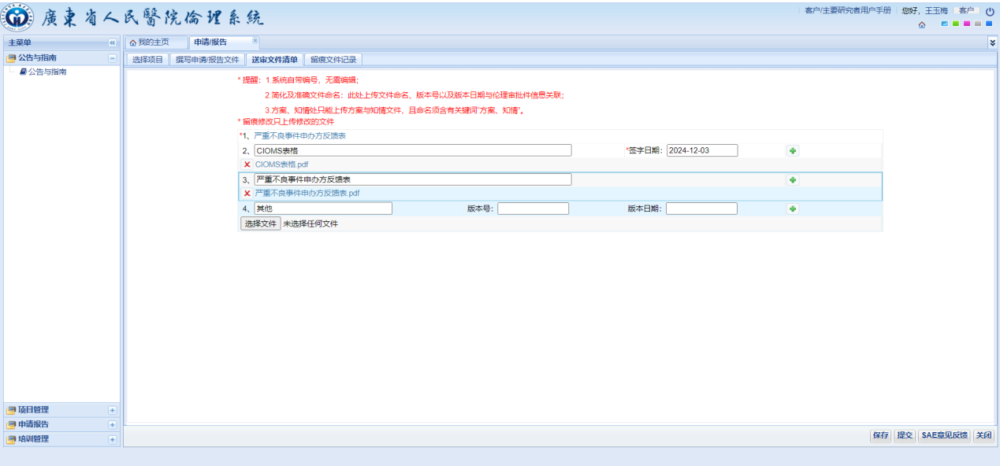 廣東省人民醫院倫理系統
客户/主要研究者用户手册 您好, 王玉梅 客户
主菜单
我的主页 申请/报告
公告与指南
选择项目 撰写申请/报告文件 送审文件清单 留痕文件记录
公告与指南
* 提醒：1.系统自带编号，无需编辑；
2.简化及准确文件命名：此处上传文件命名、版本号以及版本日期与伦理审批件信息关联；
3.方案、知情处只能上传方案与知情文件，且命名须含有关键词“方案、知情”。
* 留痕修改只上传修改的文件
*1、严重不良事件申办方反馈表
2、CIOMS表格 *签字日期：2024-12-03
CIOMS表格.pdf
3、严重不良事件申办方反馈表
严重不良事件申办方反馈表.pdf
4、其他 版本号： 版本日期：
选择文件 未选择任何文件
项目管理
申请报告
培训管理
保存 提交 SAE意见反馈 关闭